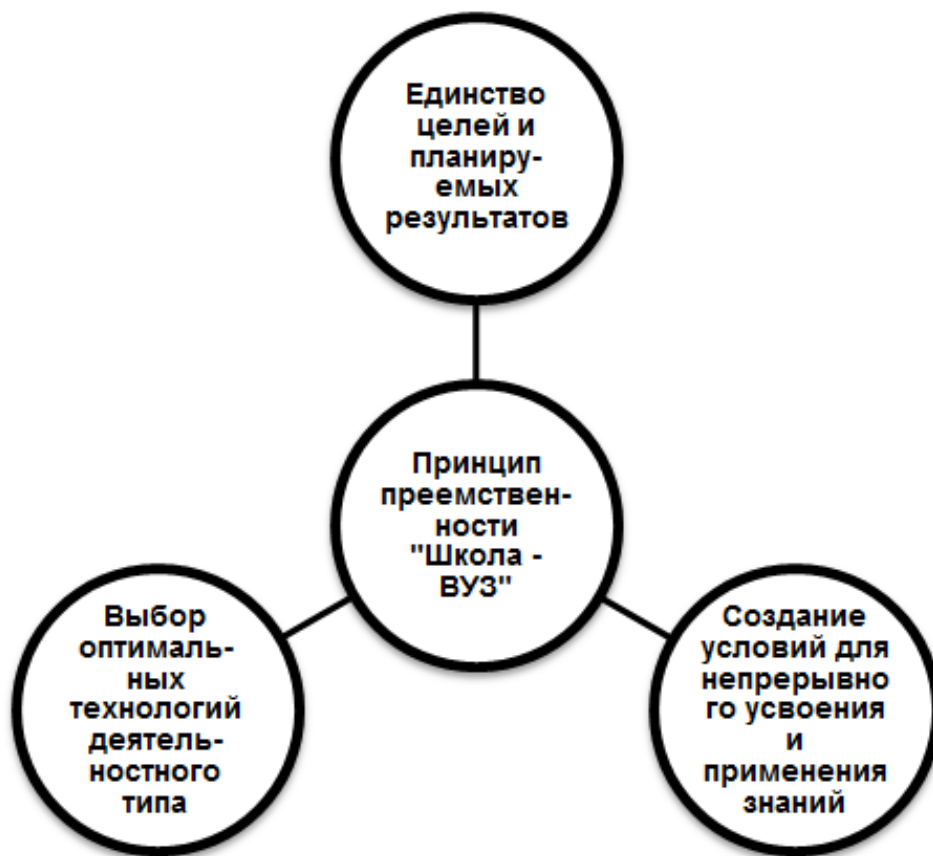 Единство
целей и
планиру-
емых
результатов
Принцип
преемствен-
ности
"Школа -
ВУЗ"
Выбор
оптималь-
ных
технологий
деятель-
ностного
типа
Создание
условий для
непрерывно
го усвоения
и
применения
знаний